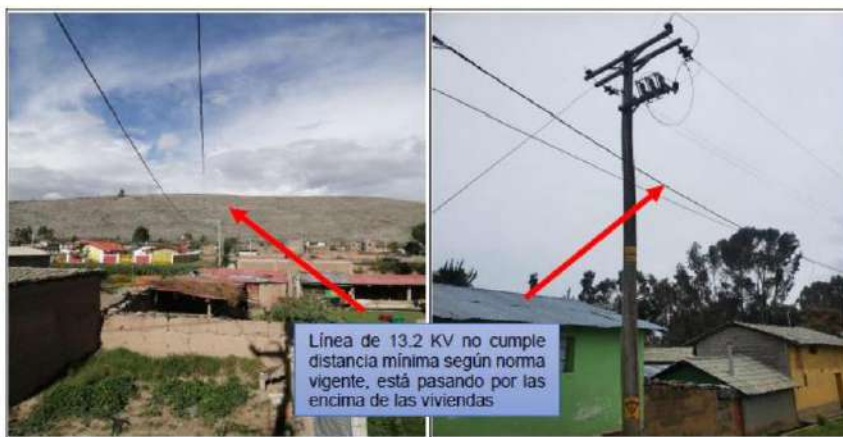 Línea de 13.2 KV no cumple
distancia mínima según norma
vigente, está pasando por las
encima de las viviendas